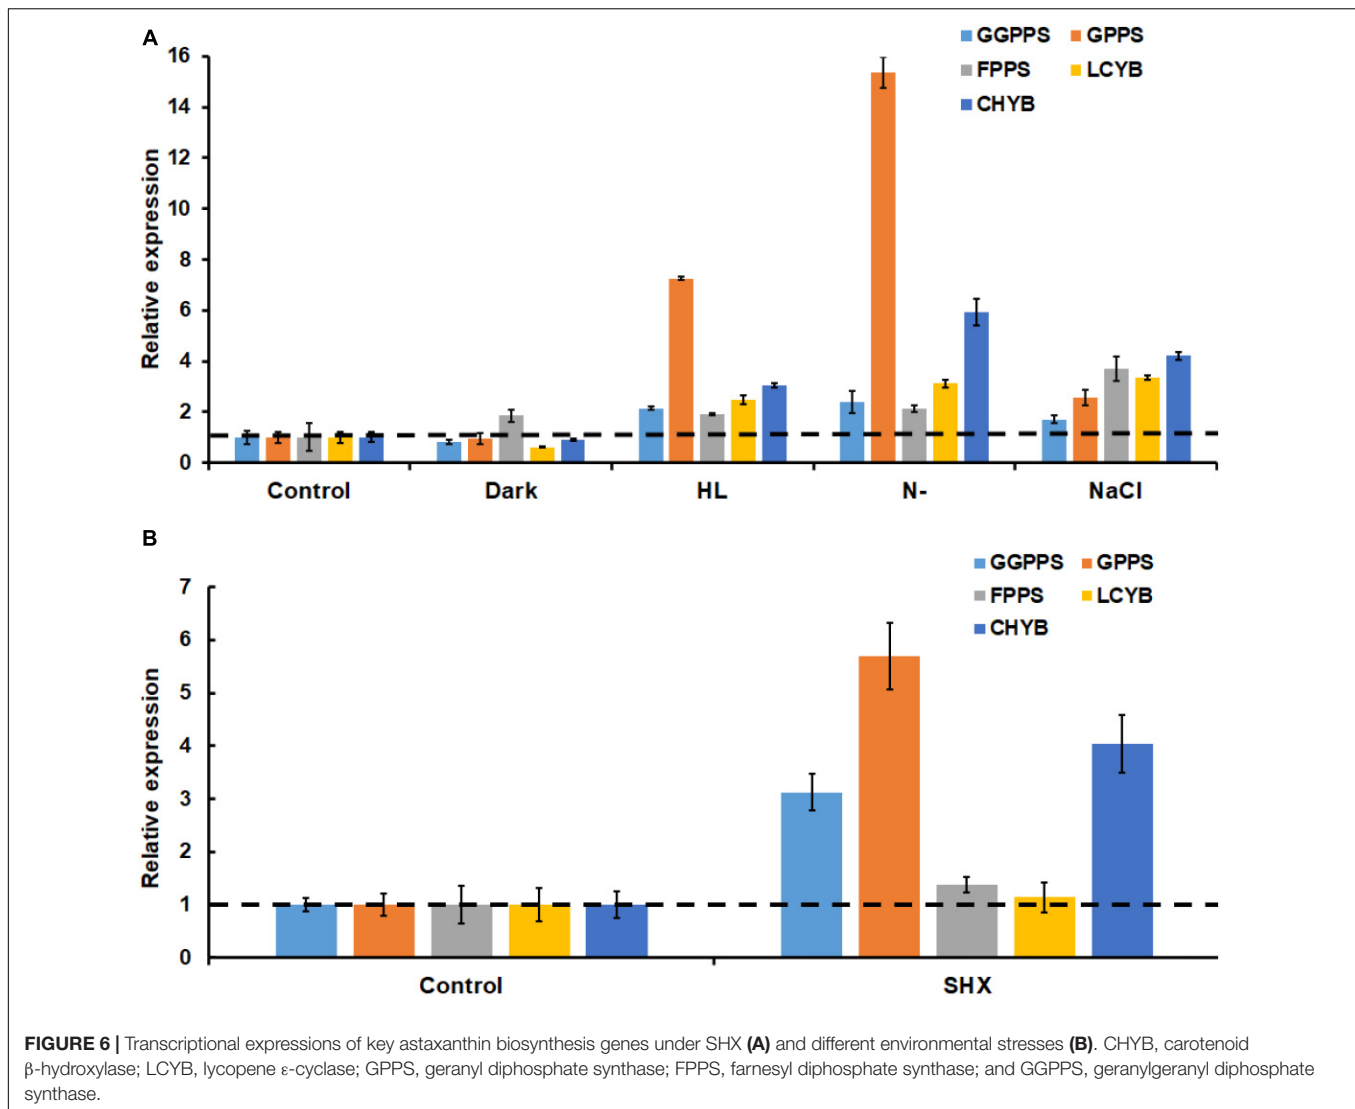 A
GGPPS GPPS
FPPS LCYB
CHYB
Relative expression
16
14
12
10
8
6
4
2
0
Control Dark HL N- NaCl
B
GGPPS GPPS
FPPS LCYB
CHYB
Relative expression
7
6
5
4
3
2
1
0
Control SHX
FIGURE 6 | Transcriptional expressions of key astaxanthin biosynthesis genes under SHX (A) and different environmental stresses (B). CHYB, carotenoid
β-hydroxylase; LCYB, lycopene ε-cyclase; GPPS, geranyl diphosphate synthase; FPPS, farnesyl diphosphate synthase; and GGPPS, geranylgeranyl diphosphate
synthase.